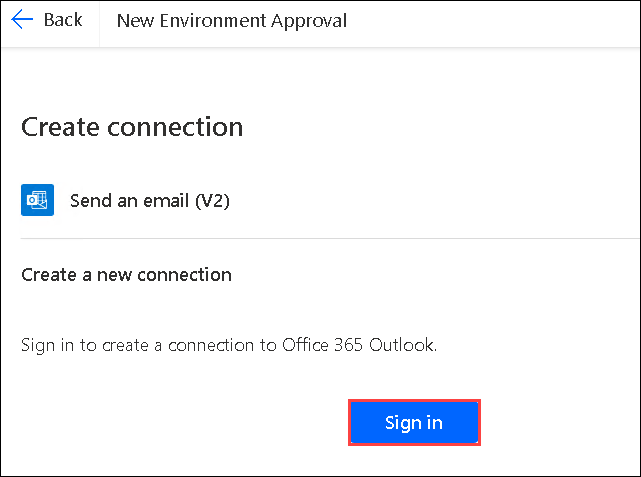 Back New Environment Approval
Create connection
Send an email (V2)
Create a new connection
Sign in to create a connection to Office 365 Outlook.
Sign in